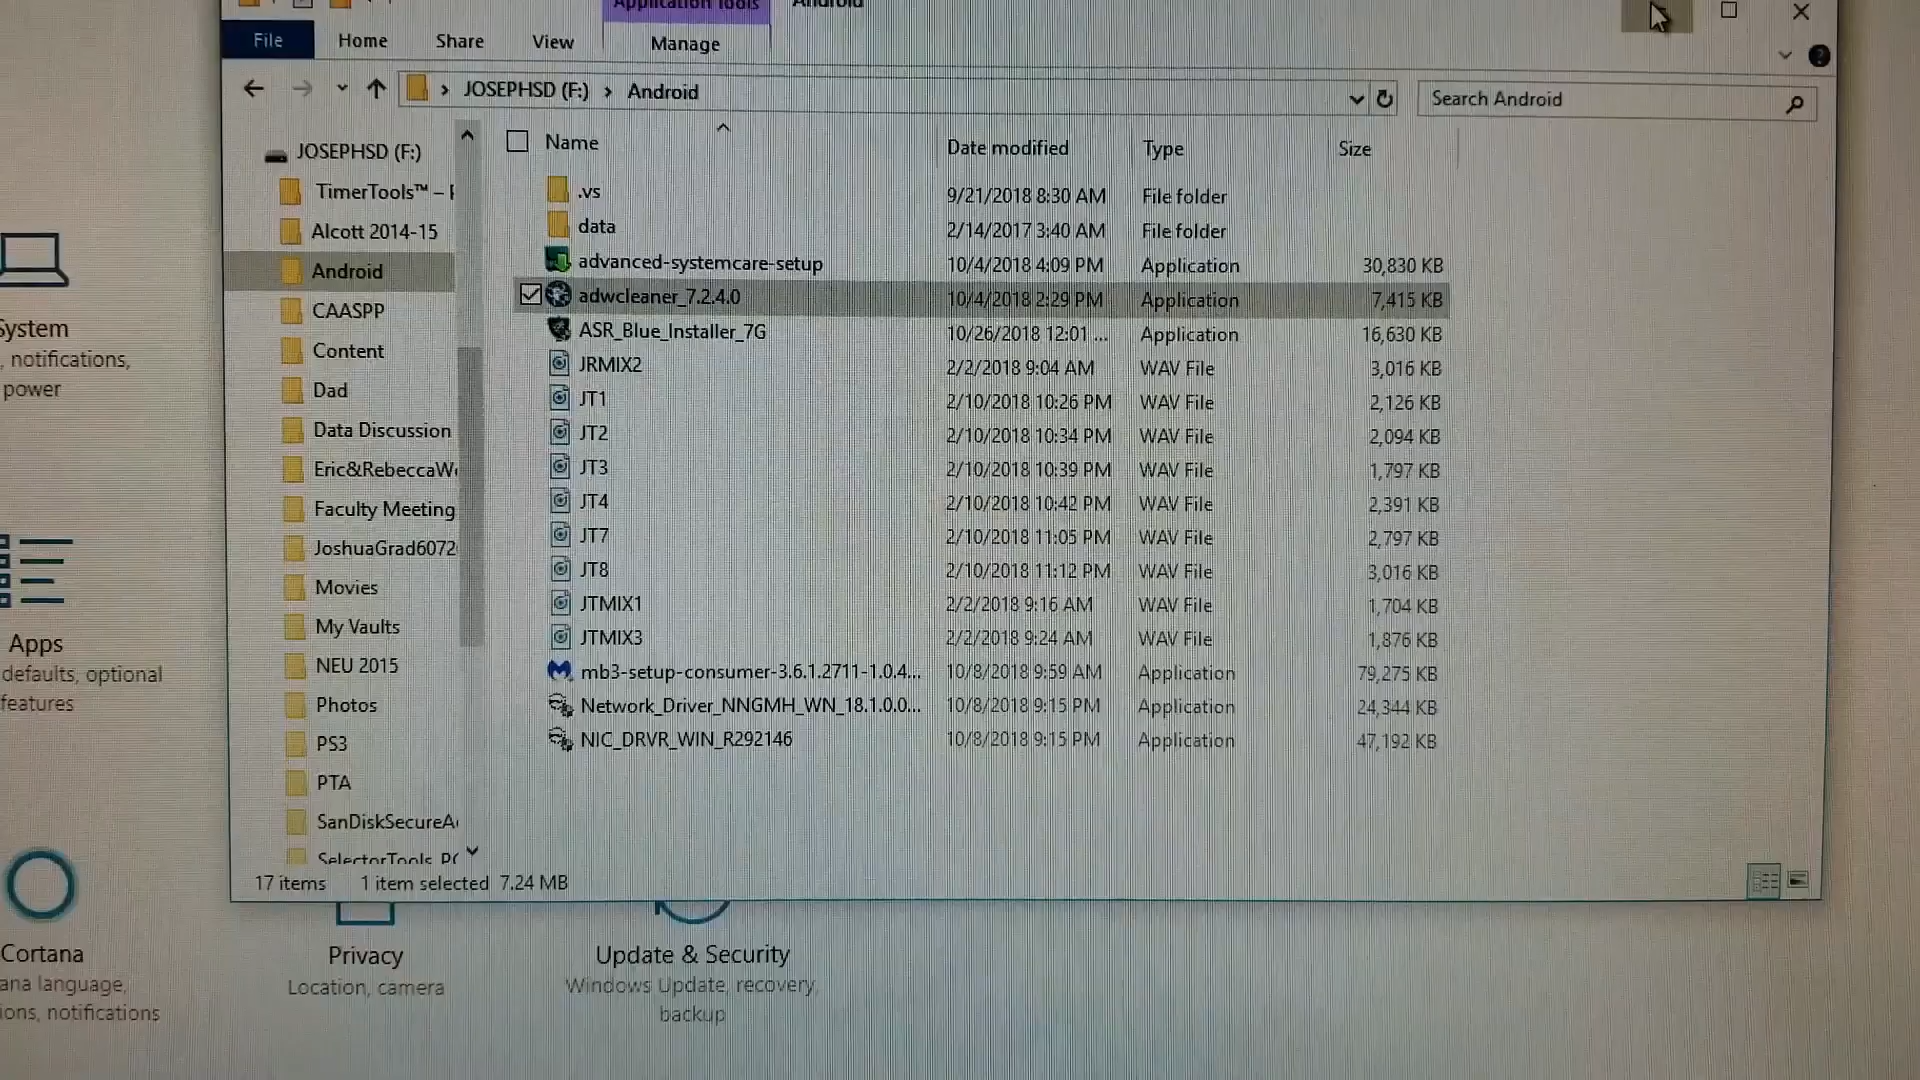 Application Tools
Android
File Home Share View Manage
JOSEPHSD (F:) Android
Search Android
JOSEPHSD (F:)
TimerTools™ –
Alcott 2014-15
Android
CAASPP
Content
Dad
Data Discussion
Eric&RebeccaW
Faculty Meeting
JoshuaGrad6072
Movies
My Vaults
NEU 2015
Photos
PS3
PTA
SanDiskSecureA
SelectorTools_P
Name Date modified Type Size
.vs 9/21/2018 8:30 AM File folder
data 2/14/2017 3:40 AM File folder
advanced-systemcare-setup 10/4/2018 4:09 PM Application 30,830 KB
adwcleaner_7.2.4.0 10/4/2018 2:29 PM Application 7,415 KB
ASR_Blue_Installer_7G 10/26/2018 12:01 ... Application 16,630 KB
JRMIX2 2/2/2018 9:04 AM WAV File 3,016 KB
JT1 2/10/2018 10:26 PM WAV File 2,126 KB
JT2 2/10/2018 10:34 PM WAV File 2,094 KB
JT3 2/10/2018 10:39 PM WAV File 1,797 KB
JT4 2/10/2018 10:42 PM WAV File 2,391 KB
JT7 2/10/2018 11:05 PM WAV File 2,797 KB
JT8 2/10/2018 11:12 PM WAV File 3,016 KB
JTMIX1 2/2/2018 9:16 AM WAV File 1,704 KB
JTMIX3 2/2/2018 9:24 AM WAV File 1,876 KB
mb3-setup-consumer-3.6.1.2711-1.0.4... 10/8/2018 9:59 AM Application 79,275 KB
Network_Driver_NNGMH_WN_18.1.0.0... 10/8/2018 9:15 PM Application 24,344 KB
NIC_DRVR_WIN_R292146 10/8/2018 9:15 PM Application 47,192 KB
17 items 1 item selected 7.24 MB
System
, notifications,
power
Apps
defaults, optional
features
Cortana
ana language,
ions, notifications
Privacy
Location, camera
Update & Security
Windows Update, recovery,
backup